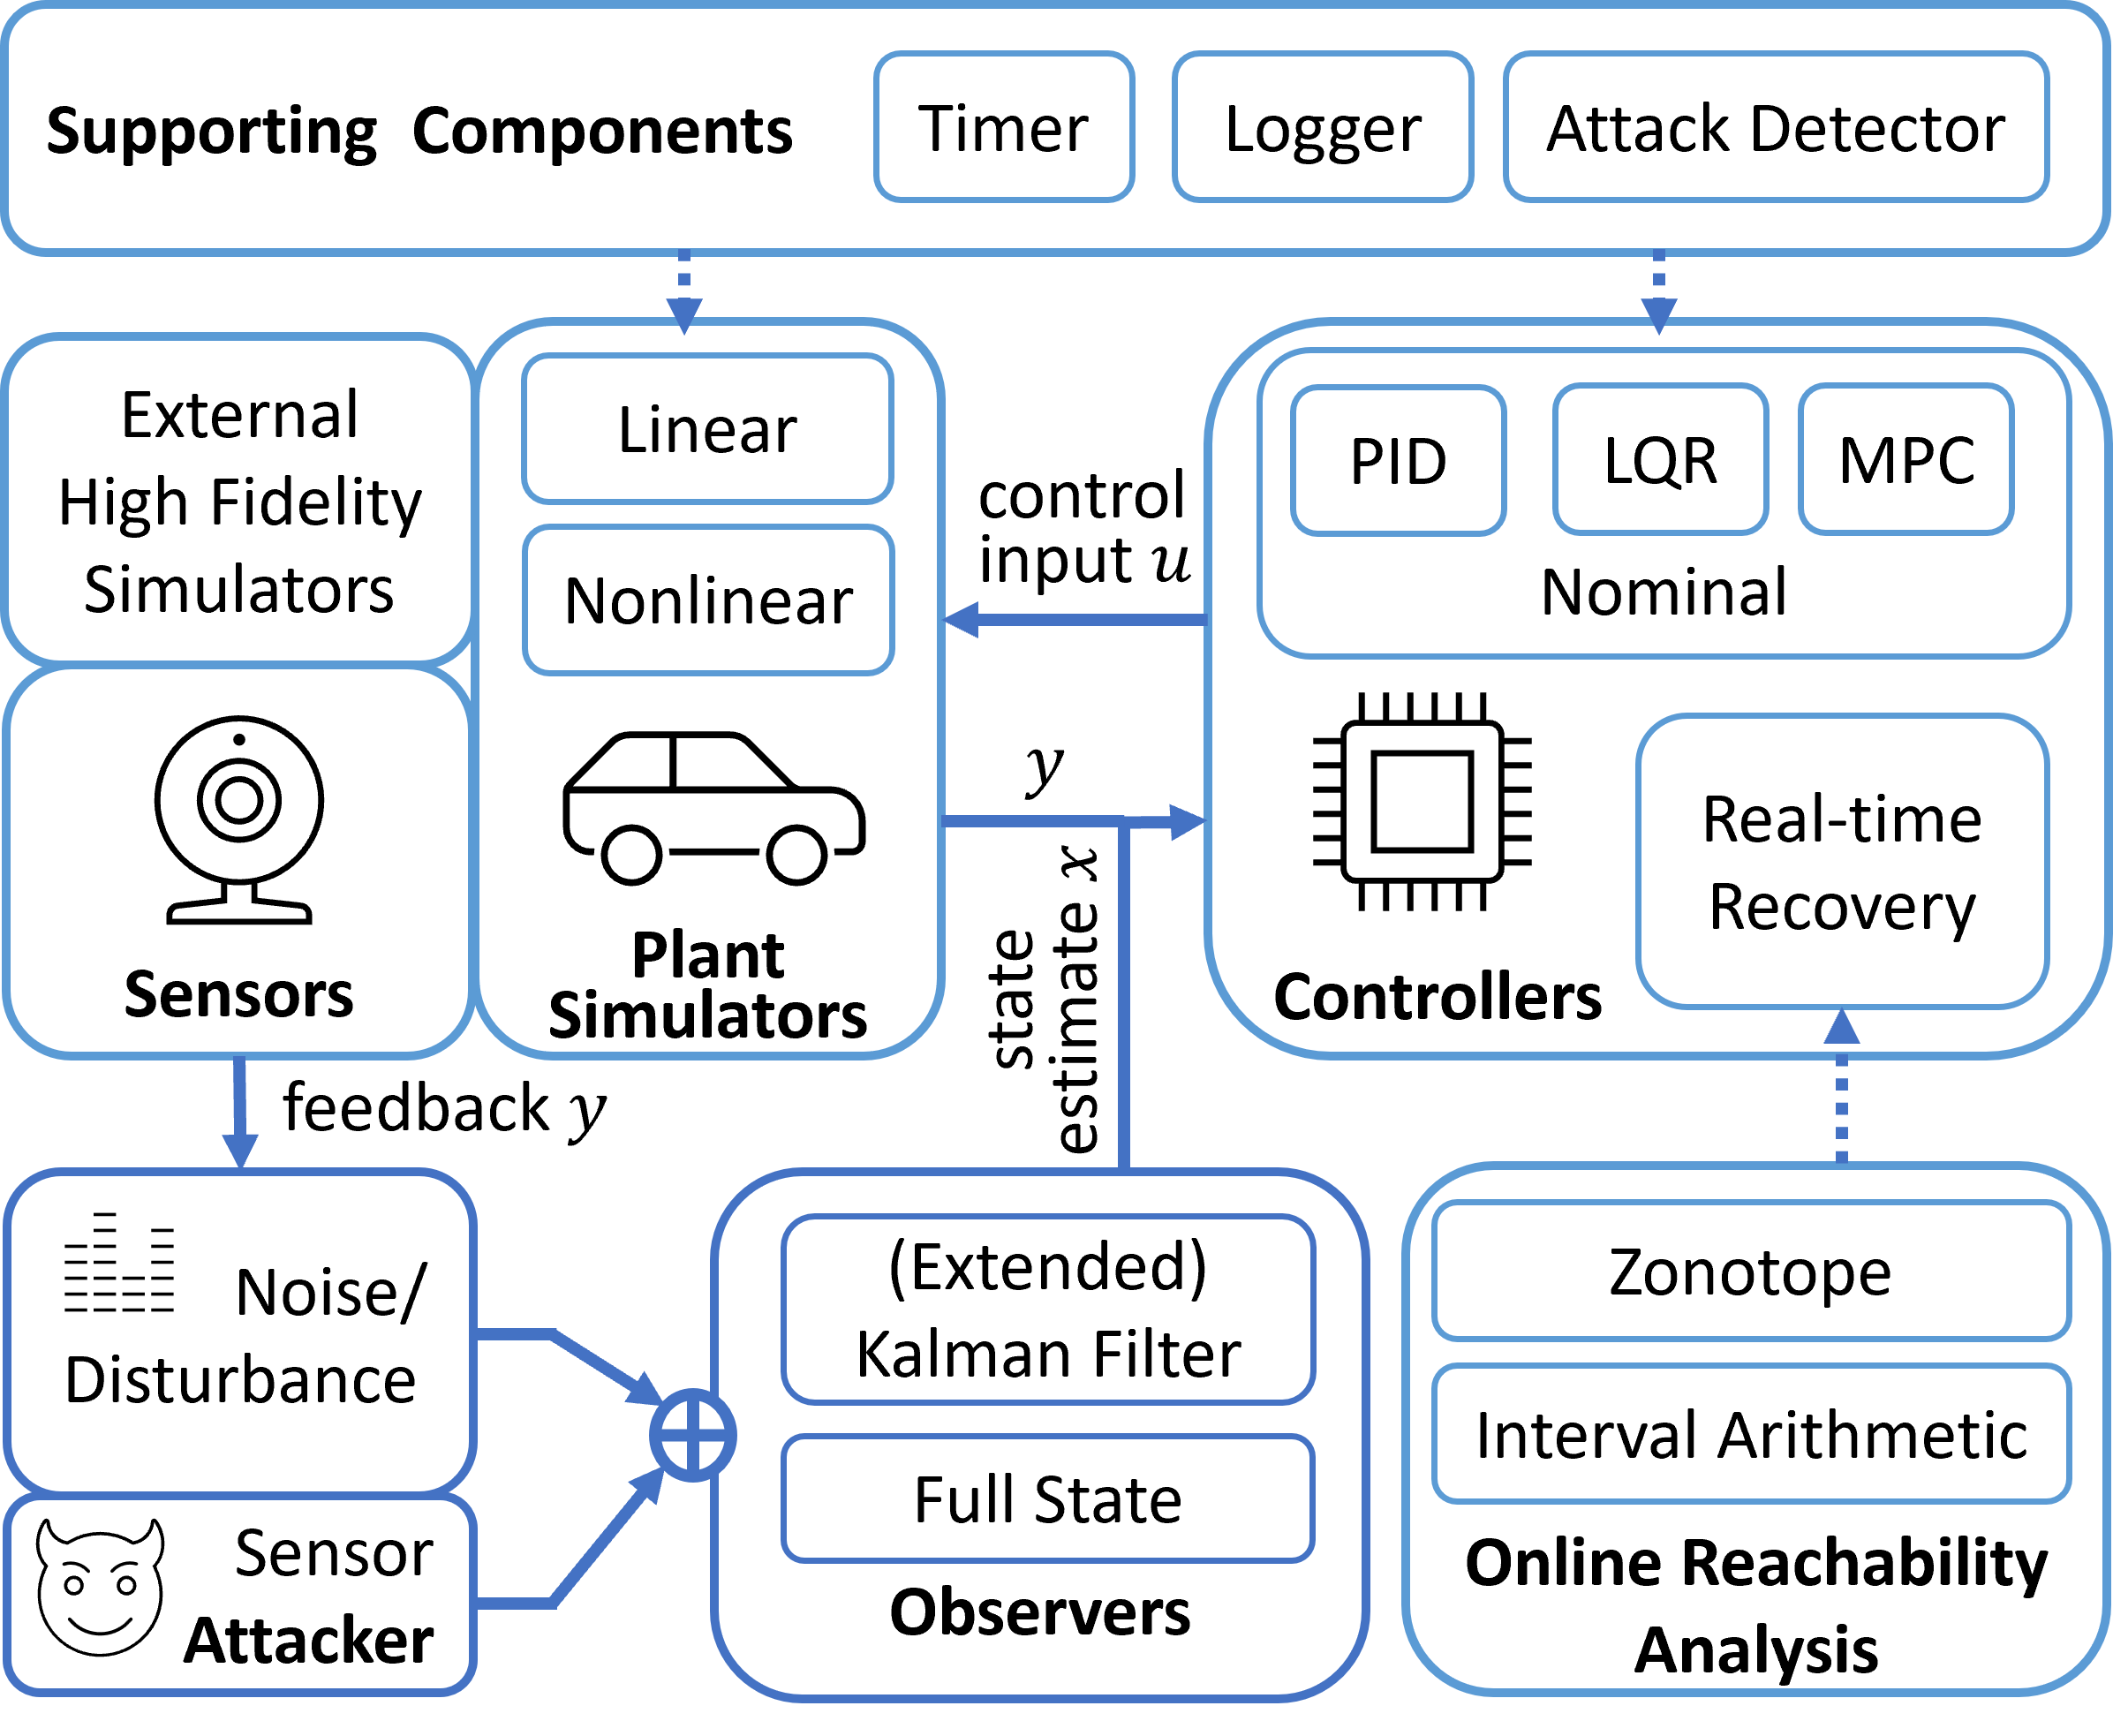 Supporting Components
Timer
Logger
Attack Detector
External
High Fidelity
Simulators
Linear
Nonlinear
control
input u
PID
LQR
MPC
Nominal
Sensors
Plant
Simulators
y
state
estimate x
Controllers
Real-time
Recovery
feedback y
Noise/
Disturbance
Sensor
Attacker
(Extended)
Kalman Filter
Full State
Observers
Zonotope
Interval Arithmetic
Online Reachability
Analysis